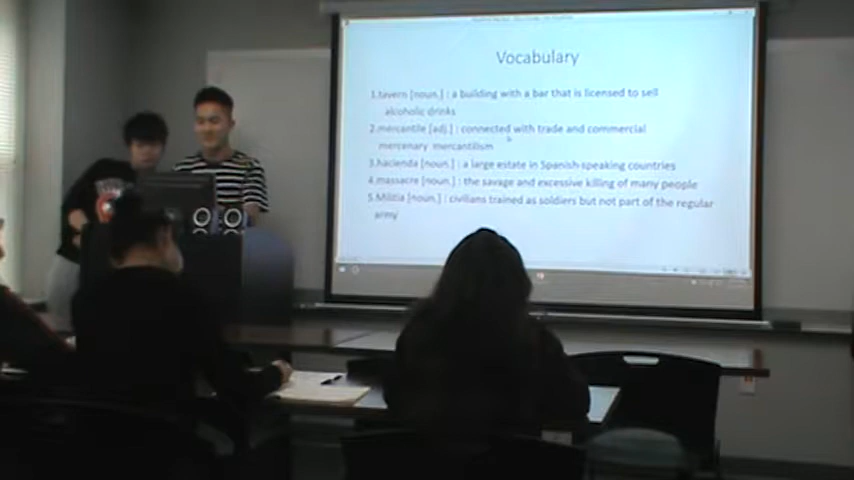 Vocabulary
1.tavern [noun.] : a building with a bar that is licensed to sell
alcoholic drinks
2.mercantile [adj.] : connected with trade and commercial
mercenary mercantilism
3.hacienda [noun.] : a large estate in Spanish-speaking countries
4.massacre [noun.] : the savage and excessive killing of many people
5.Militia [noun.] : civilians trained as soldiers but not part of the regular
army